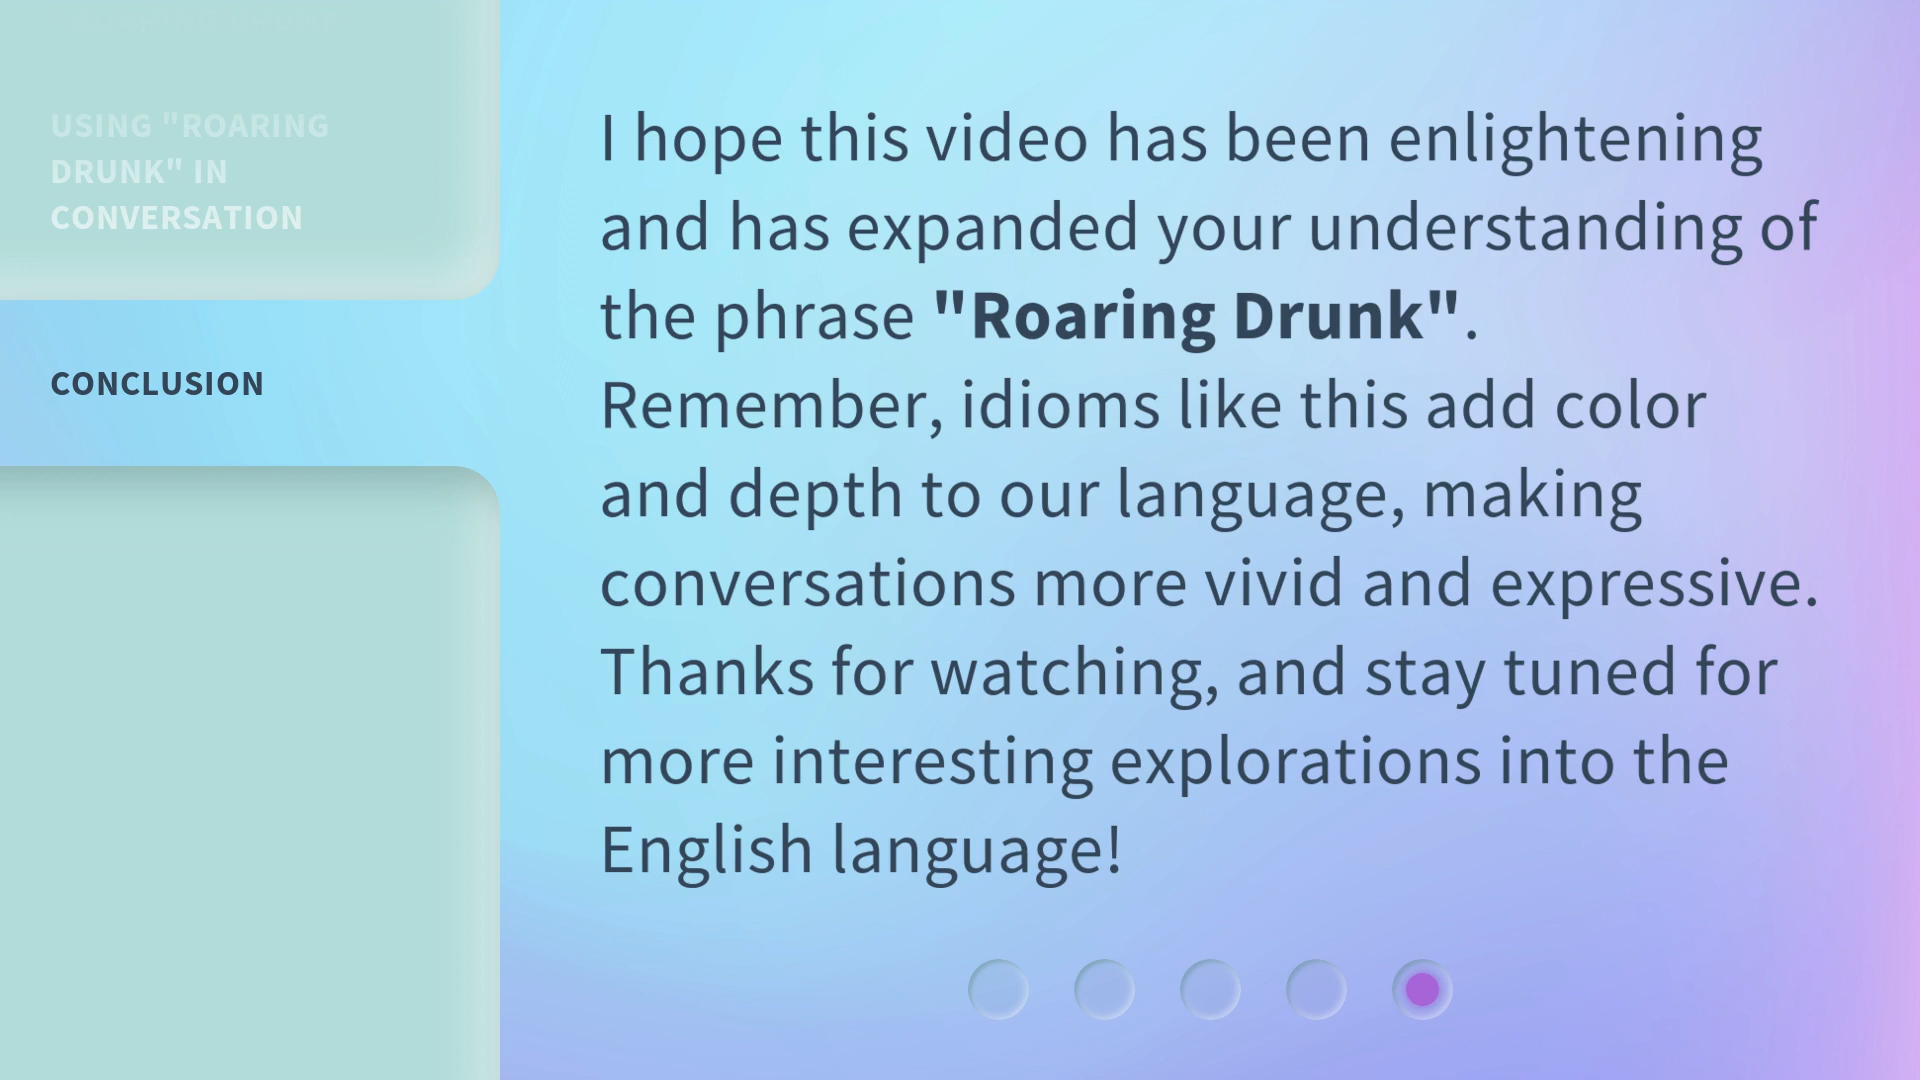 USING "ROARING
DRUNK" IN
CONVERSATION
CONCLUSION
I hope this video has been enlightening
and has expanded your understanding of
the phrase "Roaring Drunk".
Remember, idioms like this add color
and depth to our language, making
conversations more vivid and expressive.
Thanks for watching, and stay tuned for
more interesting explorations into the
English language!